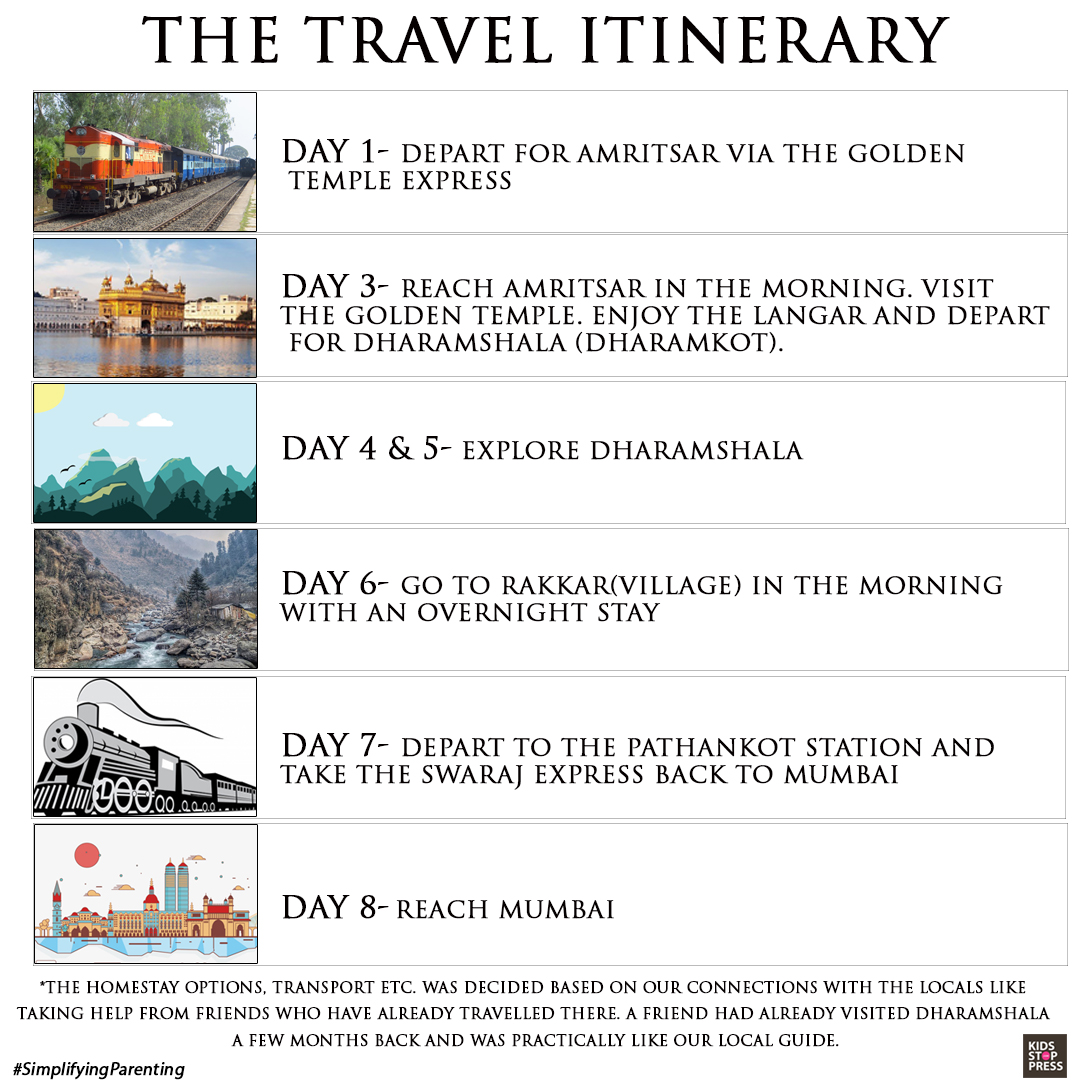 THE TRAVEL ITINERARY
DAY 1- DEPART FOR AMRITSAR VIA THE GOLDEN
TEMPLE EXPRESS
DAY 3- REACH AMRITSAR IN THE MORNING. VISIT
THE GOLDEN TEMPLE. ENJOY THE LANGAR AND DEPART
FOR DHARAMSHALA (DHARAMKOT).
DAY 4 & 5- EXPLORE DHARAMSHALA
DAY 6- GO TO RAKKAR(VILLAGE) IN THE MORNING
WITH AN OVERNIGHT STAY
DAY 7- DEPART TO THE PATHANKOT STATION AND
TAKE THE SWARAJ EXPRESS BACK TO MUMBAI
DAY 8- REACH MUMBAI
*THE HOMESTAY OPTIONS, TRANSPORT ETC. WAS DECIDED BASED ON OUR CONNECTIONS WITH THE LOCALS LIKE
TAKING HELP FROM FRIENDS WHO HAVE ALREADY TRAVELLED THERE. A FRIEND HAD ALREADY VISITED DHARAMSHALA
A FEW MONTHS BACK AND WAS PRACTICALLY LIKE OUR LOCAL GUIDE.
#SimplifyingParenting
KIDS
STOP
PRESS